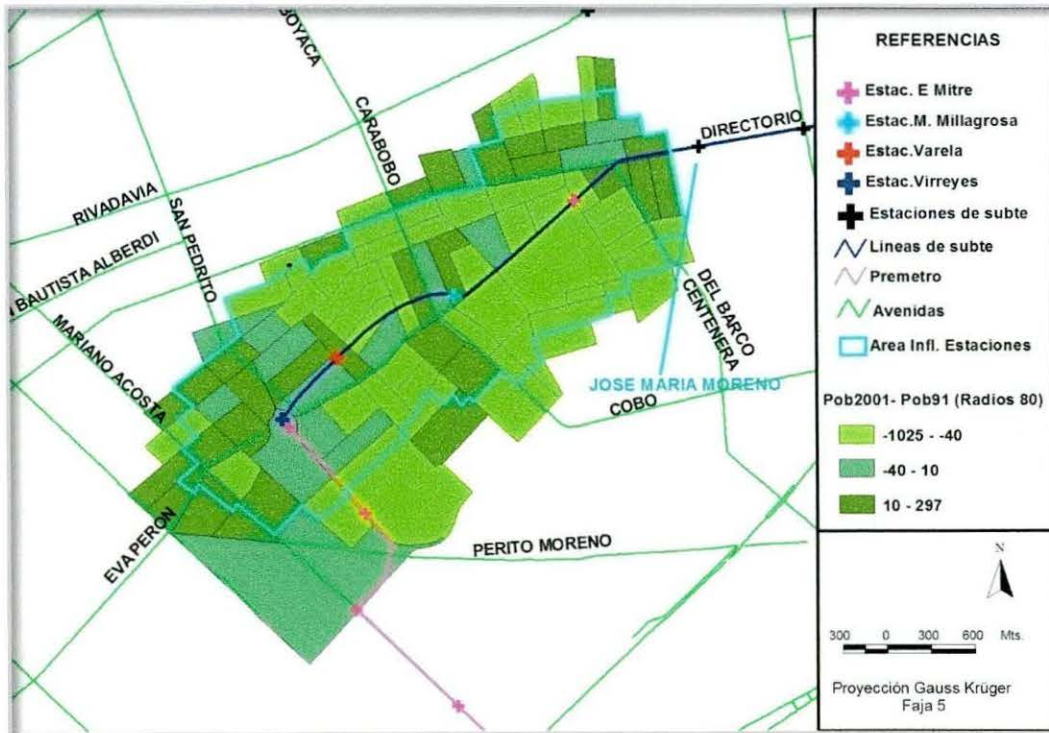 BOYACA
CARABOBO
DIRECTORIO
RIVADAVIA
SAN PEDRITO
BAUTISTA ALBERDI
MARIANO ACOSTA
DEL BARCO
CENTENERA
JOSE MARIA MORENO
COBO
EVA PERON
PERITO MORENO
REFERENCIAS
Estac. E Mitre
Estac.M. Millagrosa
Estac.Varela
Estac.Virreyes
Estaciones de subte
Lineas de subte
Premetro
Avenidas
Area Infl. Estaciones
Pob2001- Pob91 (Radios 80)
-1025 - -40
-40 - 10
10 - 297
N
300 0 300 600 Mts.
Proyección Gauss Krüger
Faja 5